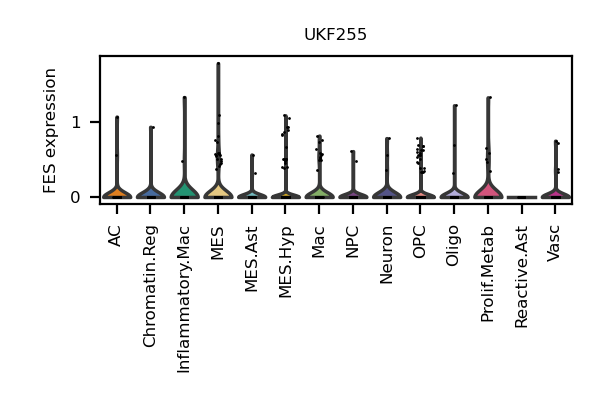 UKF255
FES expression
1
0
AC
Chromatin.Reg
Inflammatory.Mac
MES
MES.Ast
MES.Hyp
Mac
NPC
Neuron
OPC
Oligo
Prolif.Metab
Reactive.Ast
Vasc